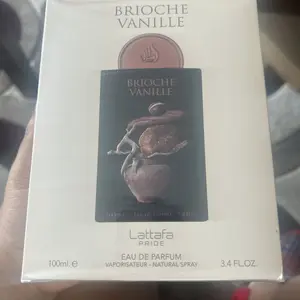 BRIOCHE
VANILLE
BRIOCHE
VANILLE
Lattafa
PRIDE
EAU DE PARFUM
100ml.e VAPORISATEUR - NATURAL SPRAY 3.4 FL.OZ.